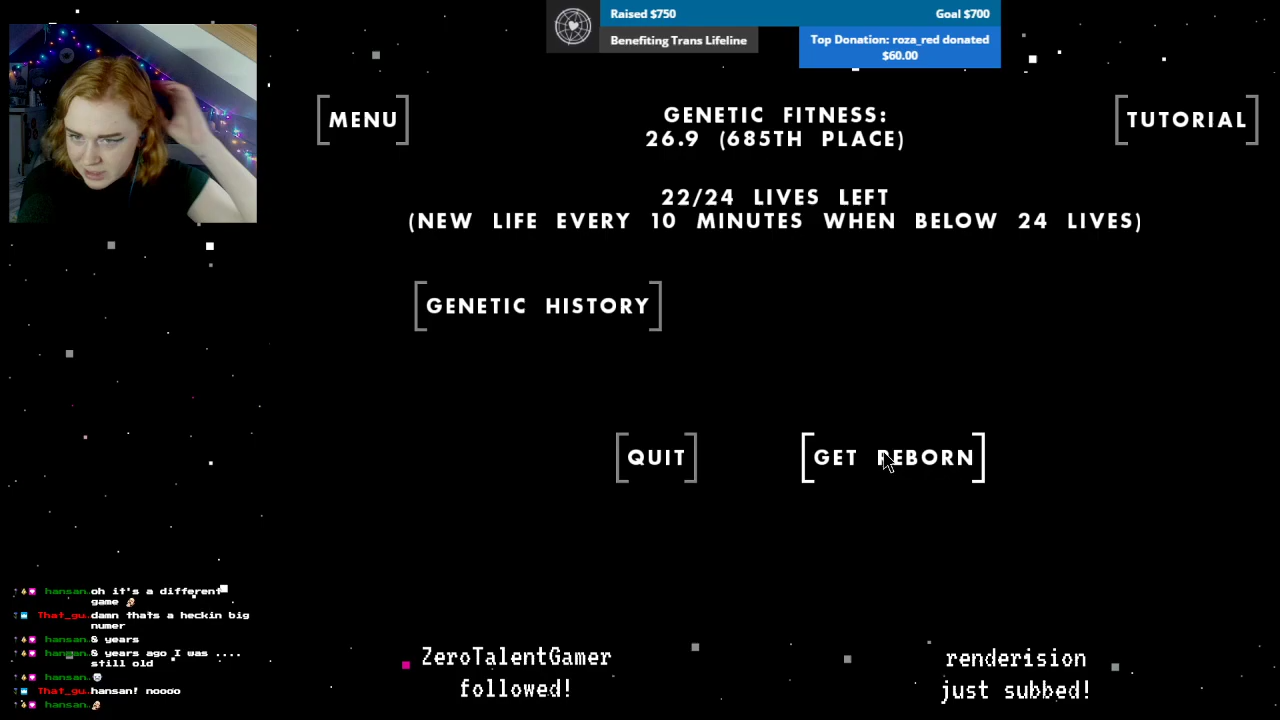 Raised $750
Goal $700
Benefiting Trans Lifeline
Top Donation: roza_red donated
$60.00
MENU
GENETIC FITNESS:
26.9 (685TH PLACE)
TUTORIAL
22/24 LIVES LEFT
(NEW LIFE EVERY 10 MINUTES WHEN BELOW 24 LIVES)
GENETIC HISTORY
QUIT
GET REBORN
hansan.. oh it's a different
game
That_gu.. damn thats a heckin big
numer
hansan.. 8 years
hansan.. 8 years ago I was ....
still old
hansan..
That_gu.. hansan! noooo
hansan..
ZeroTalentGamer
followed!
renderision
just subbed!